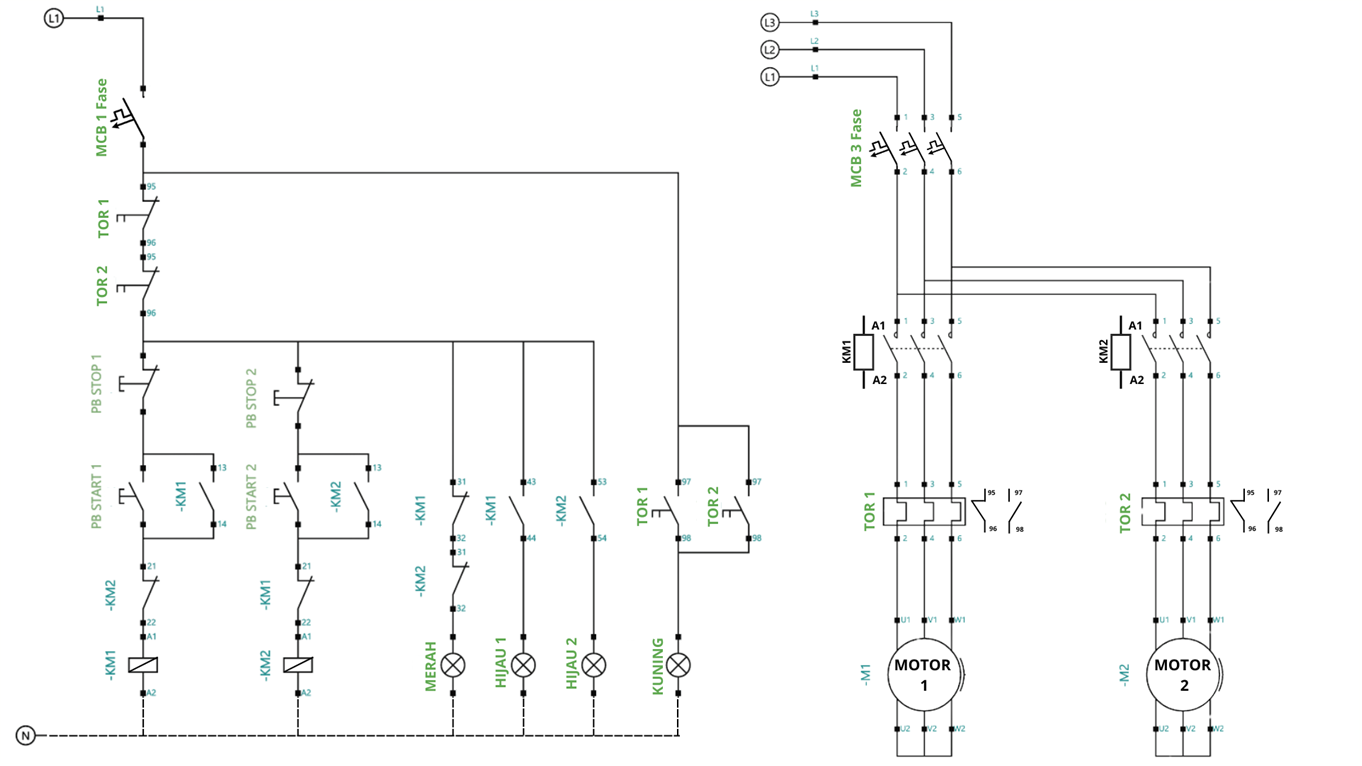 L1
L1
MCB 1 Fase
95
TOR 1
96
95
TOR 2
96
PB STOP 1
PB STOP 2
13
PB START 1
-KM1
14
13
PB START 2
-KM2
14
21
-KM2
22
A1
-KM1
A2
21
-KM1
22
A1
-KM2
A2
31
-KM1
32
31
-KM2
32
MERAH
43
-KM1
44
HIJAU 1
53
-KM2
54
HIJAU 2
97
TOR 1
98
97
TOR 2
98
KUNING
N
L3
L3
L2
L2
L1
L1
1
3
5
MCB 3 Fase
2
4
6
A1
1
3
5
KM1
A2
2
4
6
A1
1
3
5
KM2
A2
2
4
6
1
3
5
TOR 1
95
97
96
98
2
4
6
1
3
5
TOR 2
95
97
96
98
2
4
6
U1
V1
W1
-M1
MOTOR
1
U2
V2
W2
U1
V1
W1
-M2
MOTOR
2
U2
V2
W2